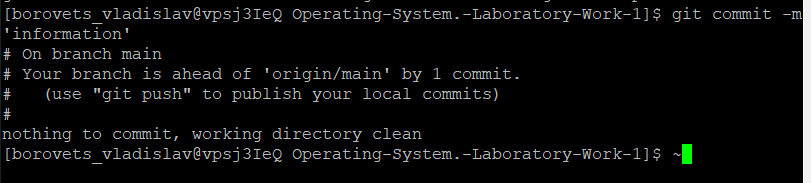 [borovets_vladislav@vpsj3IeQ Operating-System.-Laboratory-Work-1]$ git commit -m
'information'
# On branch main
# Your branch is ahead of 'origin/main' by 1 commit.
#   (use "git push" to publish your local commits)
#
nothing to commit, working directory clean
[borovets_vladislav@vpsj3IeQ Operating-System.-Laboratory-Work-1]$ ~